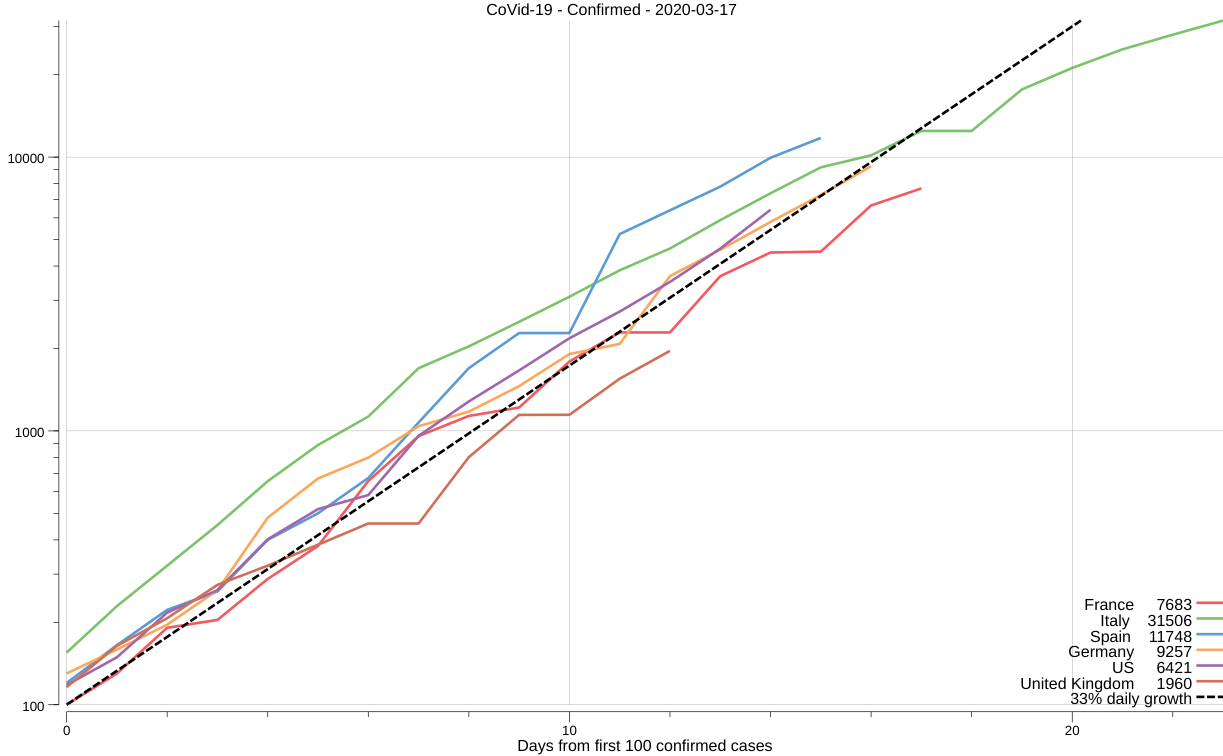 CoVid-19 - Confirmed - 2020-03-17
10000
1000
100
France 7683
Italy 31506
Spain 11748
Germany 9257
US 6421
United Kingdom 1960
33% daily growth
0 10 20
Days from first 100 confirmed cases